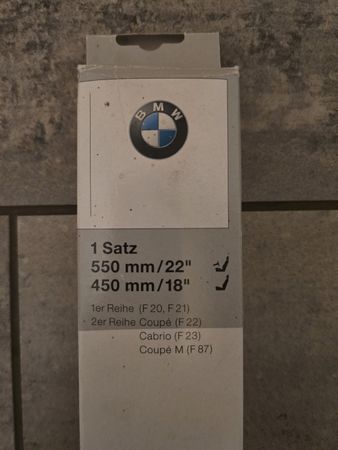 BMW
1 Satz
550 mm/22"
450 mm/18"
1er Reihe (F 20, F 21)
2er Reihe Coupé (F 22)
Cabrio (F 23)
Coupé M (F 87)